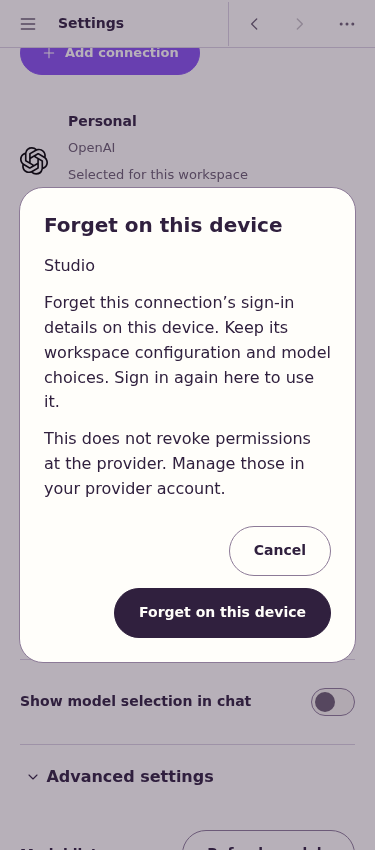 Settings
Add connection
Personal
OpenAI
Selected for this workspace
Forget on this device
Studio
Forget this connection’s sign-in
details on this device. Keep its
workspace configuration and model
choices. Sign in again here to use
it.
This does not revoke permissions
at the provider. Manage those in
your provider account.
Cancel
Forget on this device
Show model selection in chat
Advanced settings